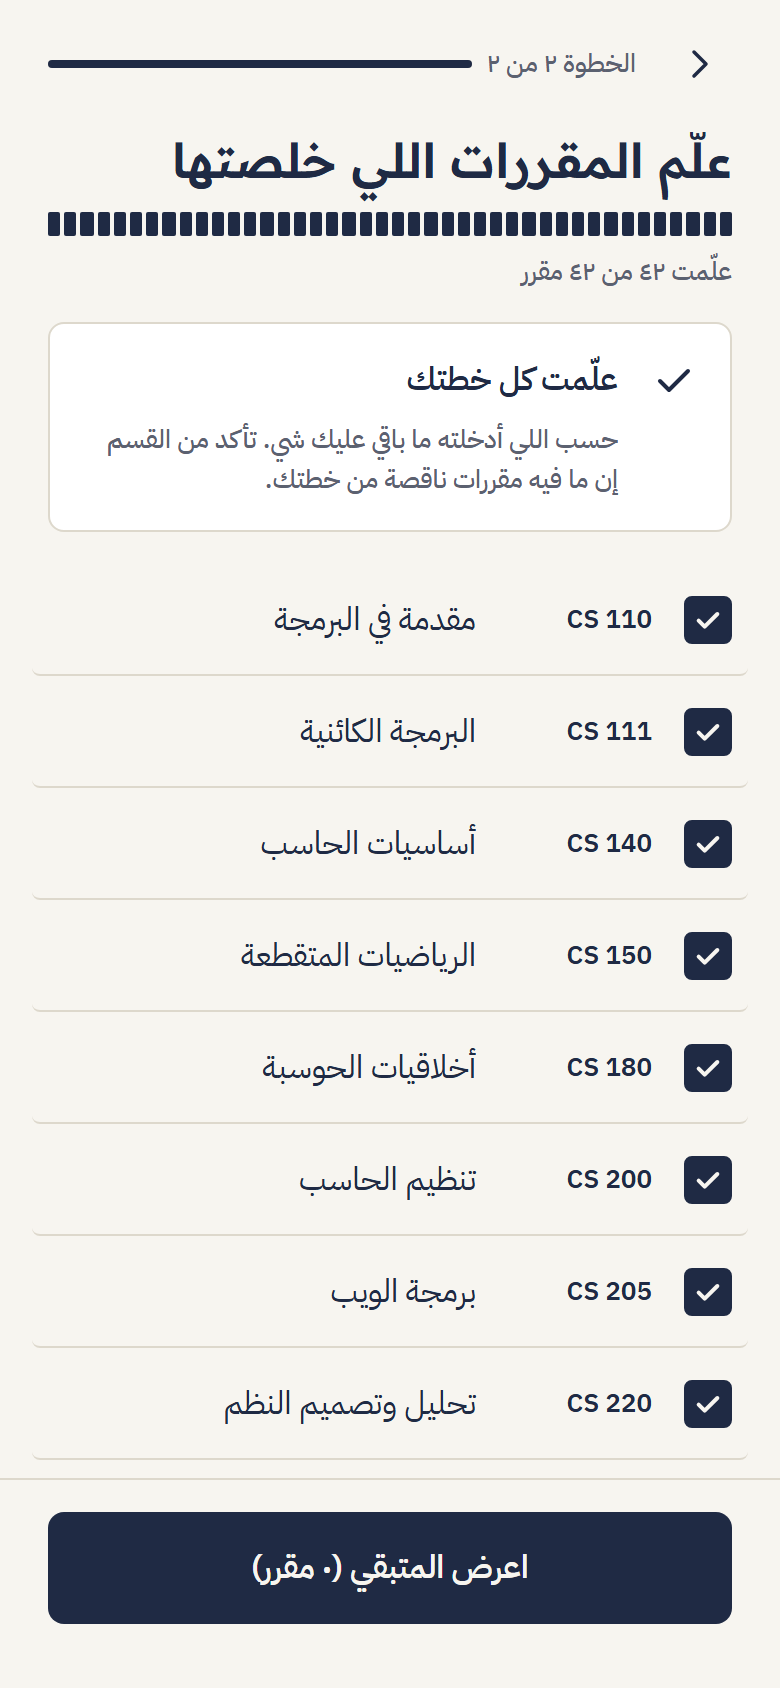 الخطوة ٢ من ٢
علّم المقررات اللي خلصتها
علّمت ٤٢ من ٤٢ مقرر
علّمت كل خطتك
حسب اللي أدخلته ما باقي عليك شي. تأكد من القسم
إن ما فيه مقررات ناقصة من خطتك.
CS 110 مقدمة في البرمجة
CS 111 البرمجة الكائنية
CS 140 أساسيات الحاسب
CS 150 الرياضيات المتقطعة
CS 180 أخلاقيات الحوسبة
CS 200 تنظيم الحاسب
CS 205 برمجة الويب
CS 220 تحليل وتصميم النظم
اعرض المتبقي (٠ مقرر)